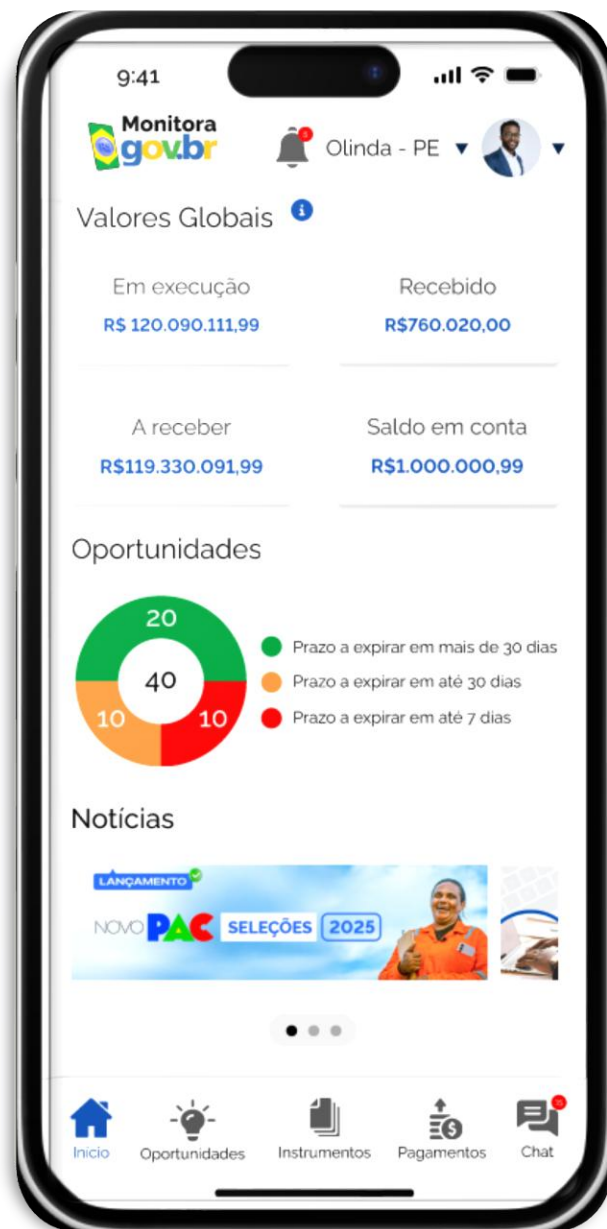 9:41
Monitora
gov.br
Olinda - PE
Valores Globais
Em execução
R$ 120.090.111,99
Recebido
R$760.020,00
A receber
R$119.330.091,99
Saldo em conta
R$1.000.000,99
Oportunidades
20
40
10
10
Prazo a expirar em mais de 30 dias
Prazo a expirar em até 30 dias
Prazo a expirar em até 7 dias
Notícias
LANÇAMENTO
NOVO PAC SELEÇÕES 2025
Início
Oportunidades
Instrumentos
Pagamentos
Chat